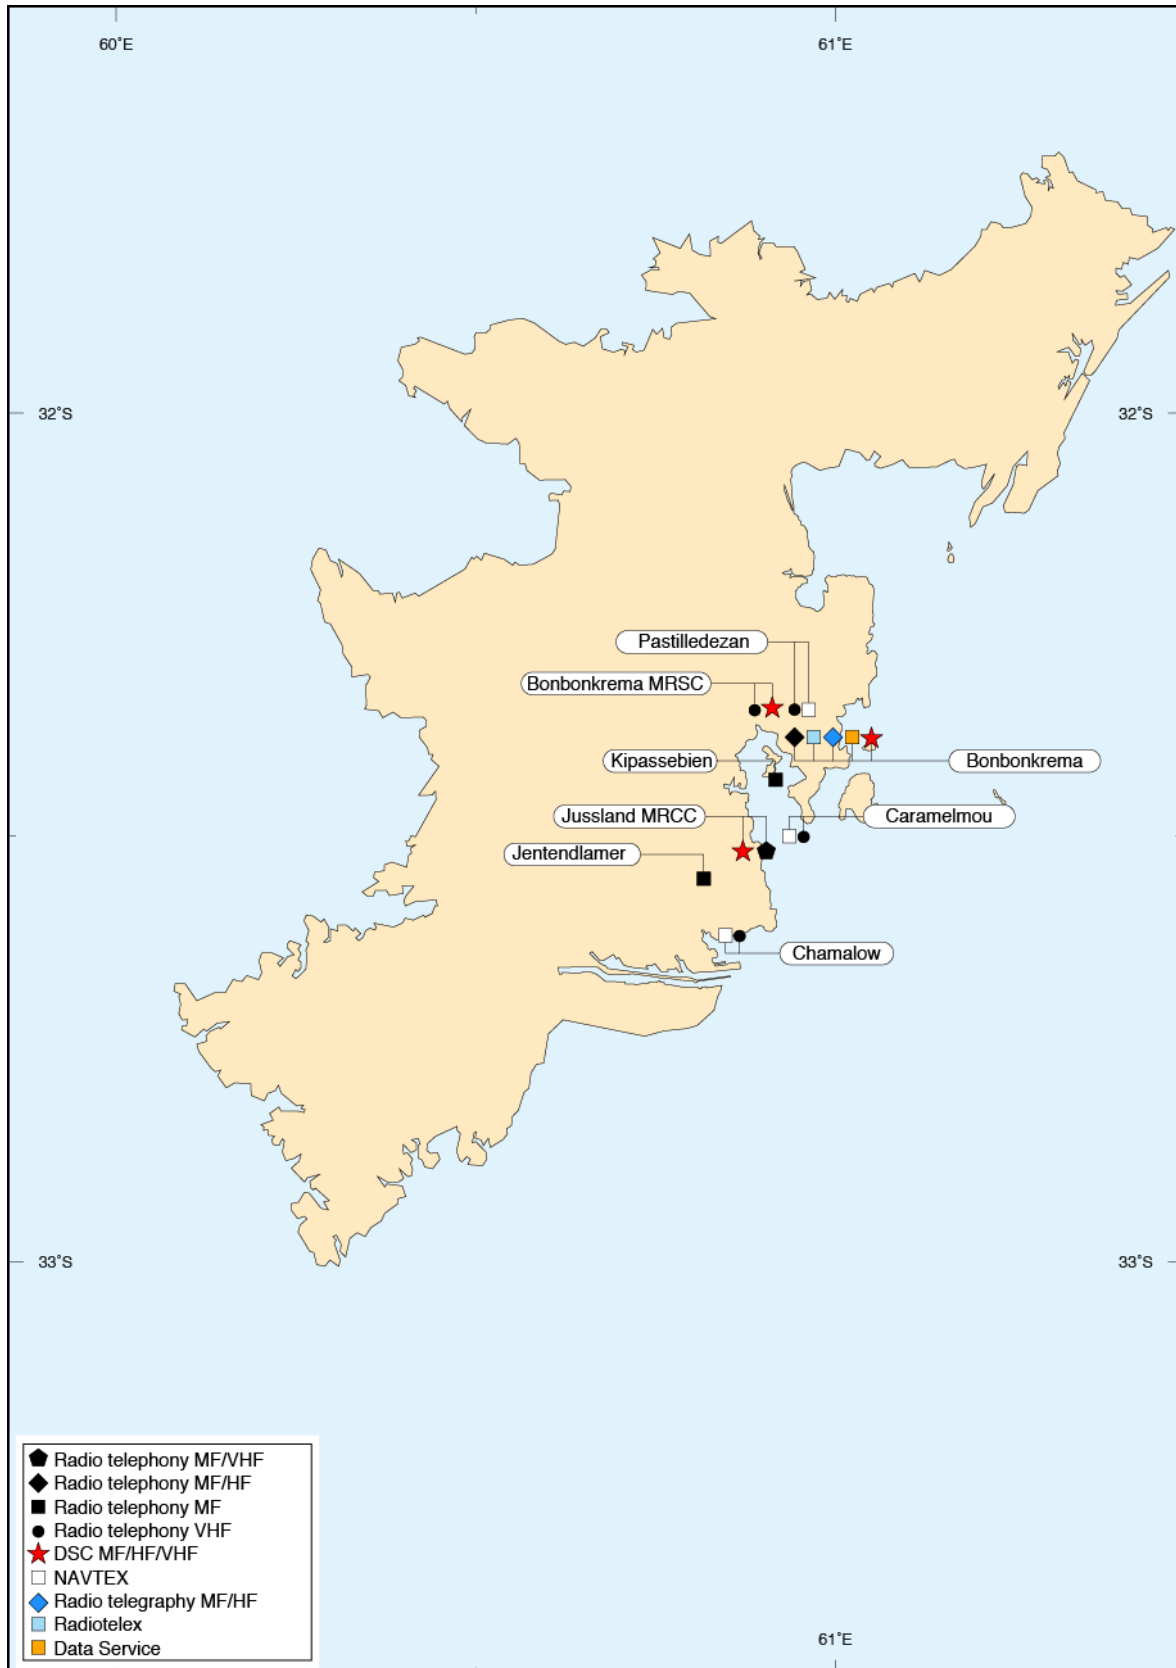 60˚E 61˚E
32˚S 32˚S
Pastilledezan
Bonbonkrema MRSC
Kipassebien Bonbonkrema
Jussland MRCC Caramelmou
Jentendlamer
Chamalow
33˚S 33˚S
Radio telephony MF/VHF
Radio telephony MF/HF
Radio telephony MF
Radio telephony VHF
DSC MF/HF/VHF
NAVTEX
Radio telegraphy MF/HF
Radiotelex
Data Service
61˚E